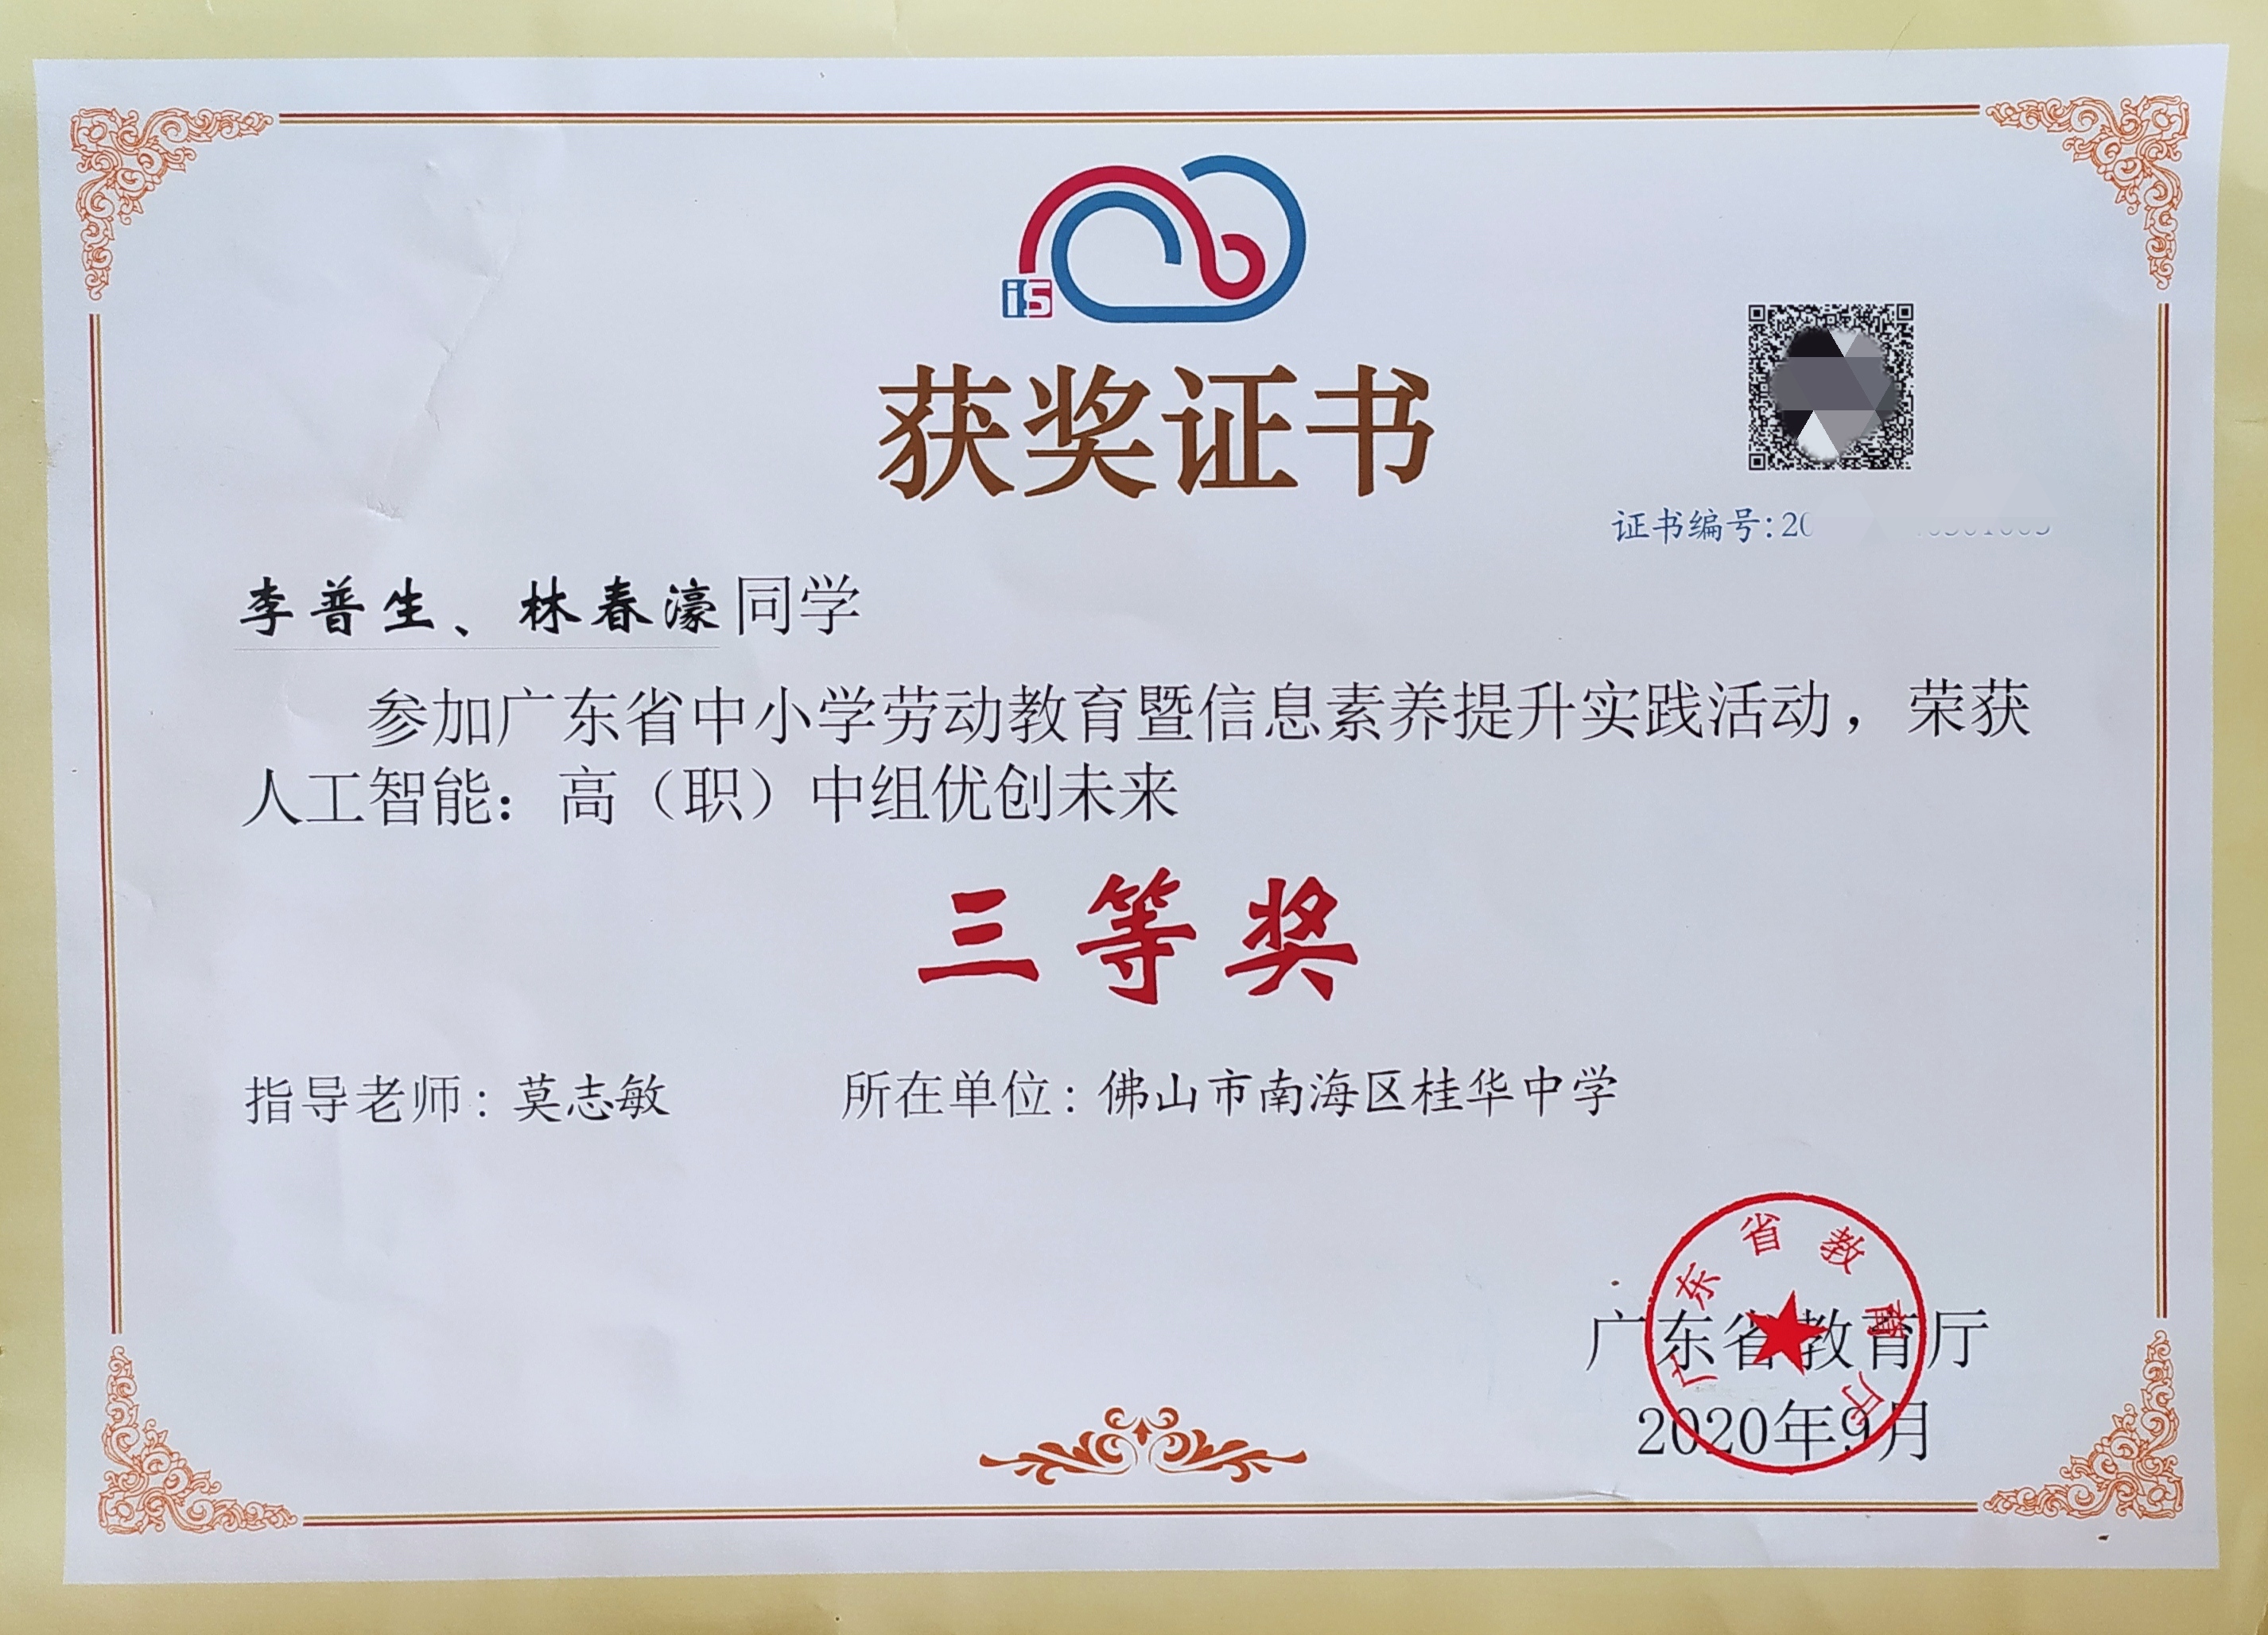 i5
获奖证书
证书编号:20
李普生、林春濠同学
参加广东省中小学劳动教育暨信息素养提升实践活动，荣获
人工智能：高（职）中组优创未来
三等奖
指导老师:莫志敏 所在单位:佛山市南海区桂华中学
广东省教育厅
广东省教育厅
2020年9月